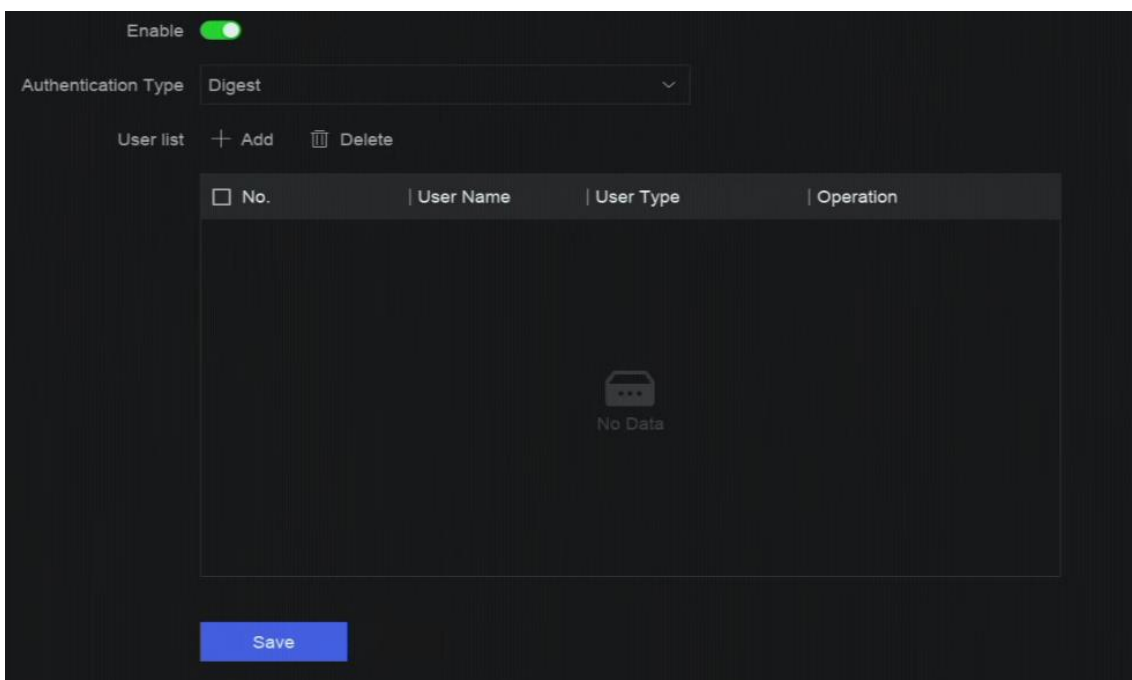 Enable
Authentication Type Digest
User list Add Delete
No. User Name User Type Operation
No Data
Save